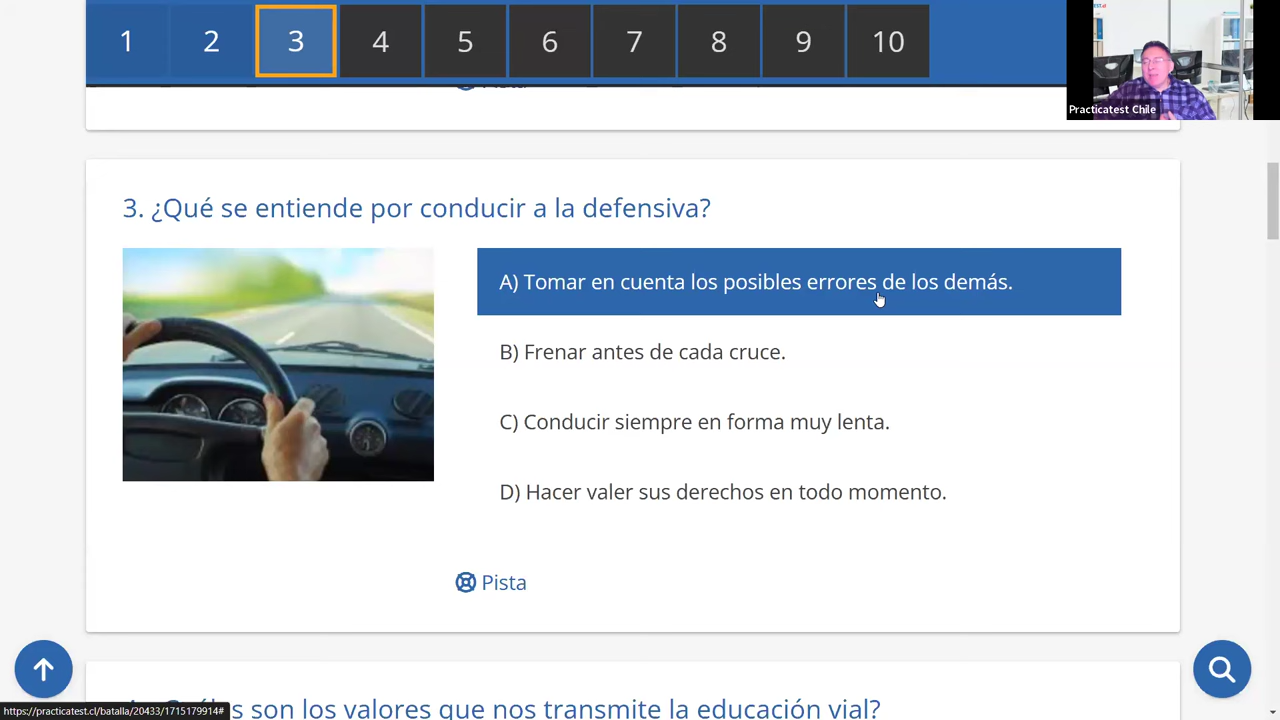 1 2 3 4 5 6 7 8 9 10
Practicatest Chile
3. ¿Qué se entiende por conducir a la defensiva?
A) Tomar en cuenta los posibles errores de los demás.
B) Frenar antes de cada cruce.
C) Conducir siempre en forma muy lenta.
D) Hacer valer sus derechos en todo momento.
Pista
son los valores que nos transmite la educación vial?
https://practicatest.cl/batalla/20433/1715179914#